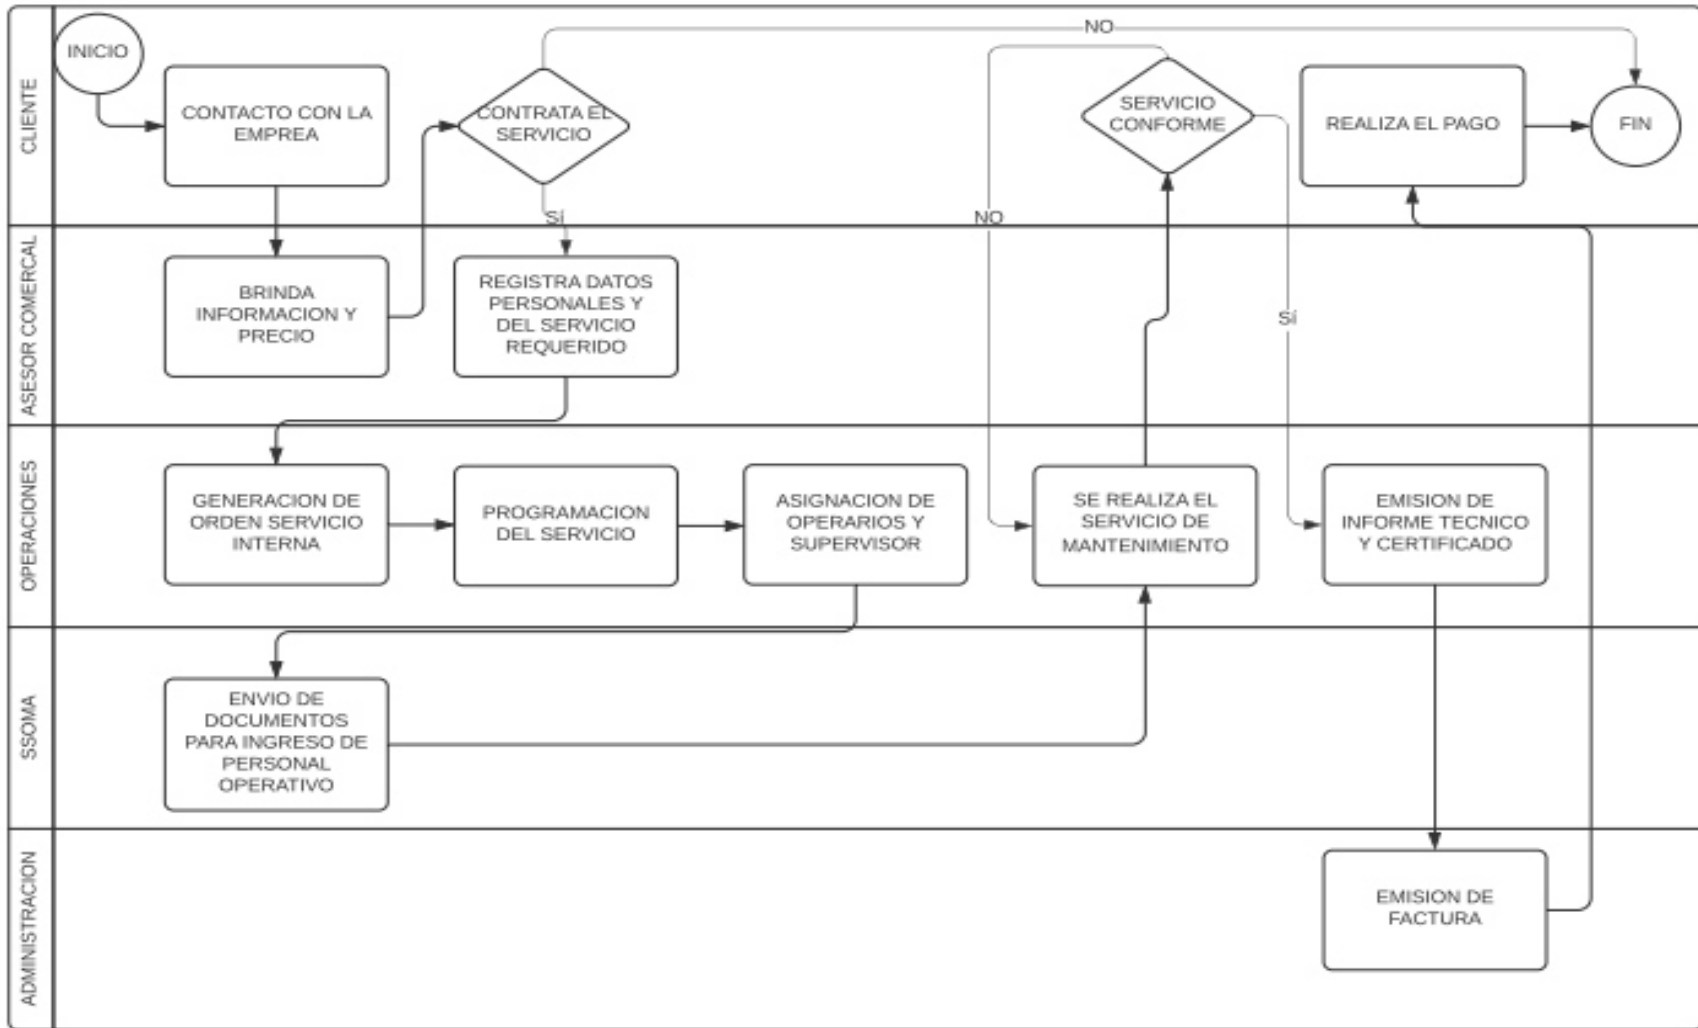 CLIENTE
INICIO
CONTACTO CON LA
EMPREA
CONTRATA EL
SERVICIO
NO
SERVICIO
CONFORME
REALIZA EL PAGO
FIN
Sí
NO
ASESOR COMERCAL
BRINDA
INFORMACION Y
PRECIO
REGISTRA DATOS
PERSONALES Y
DEL SERVICIO
REQUERIDO
Sí
OPERACIONES
GENERACION DE
ORDEN SERVICIO
INTERNA
PROGRAMACION
DEL SERVICIO
ASIGNACION DE
OPERARIOS Y
SUPERVISOR
SE REALIZA EL
SERVICIO DE
MANTENIMIENTO
EMISION DE
INFORME TECNICO
Y CERTIFICADO
SSOMA
ENVIO DE
DOCUMENTOS
PARA INGRESO DE
PERSONAL
OPERATIVO
ADMINISTRACION
EMISION DE
FACTURA